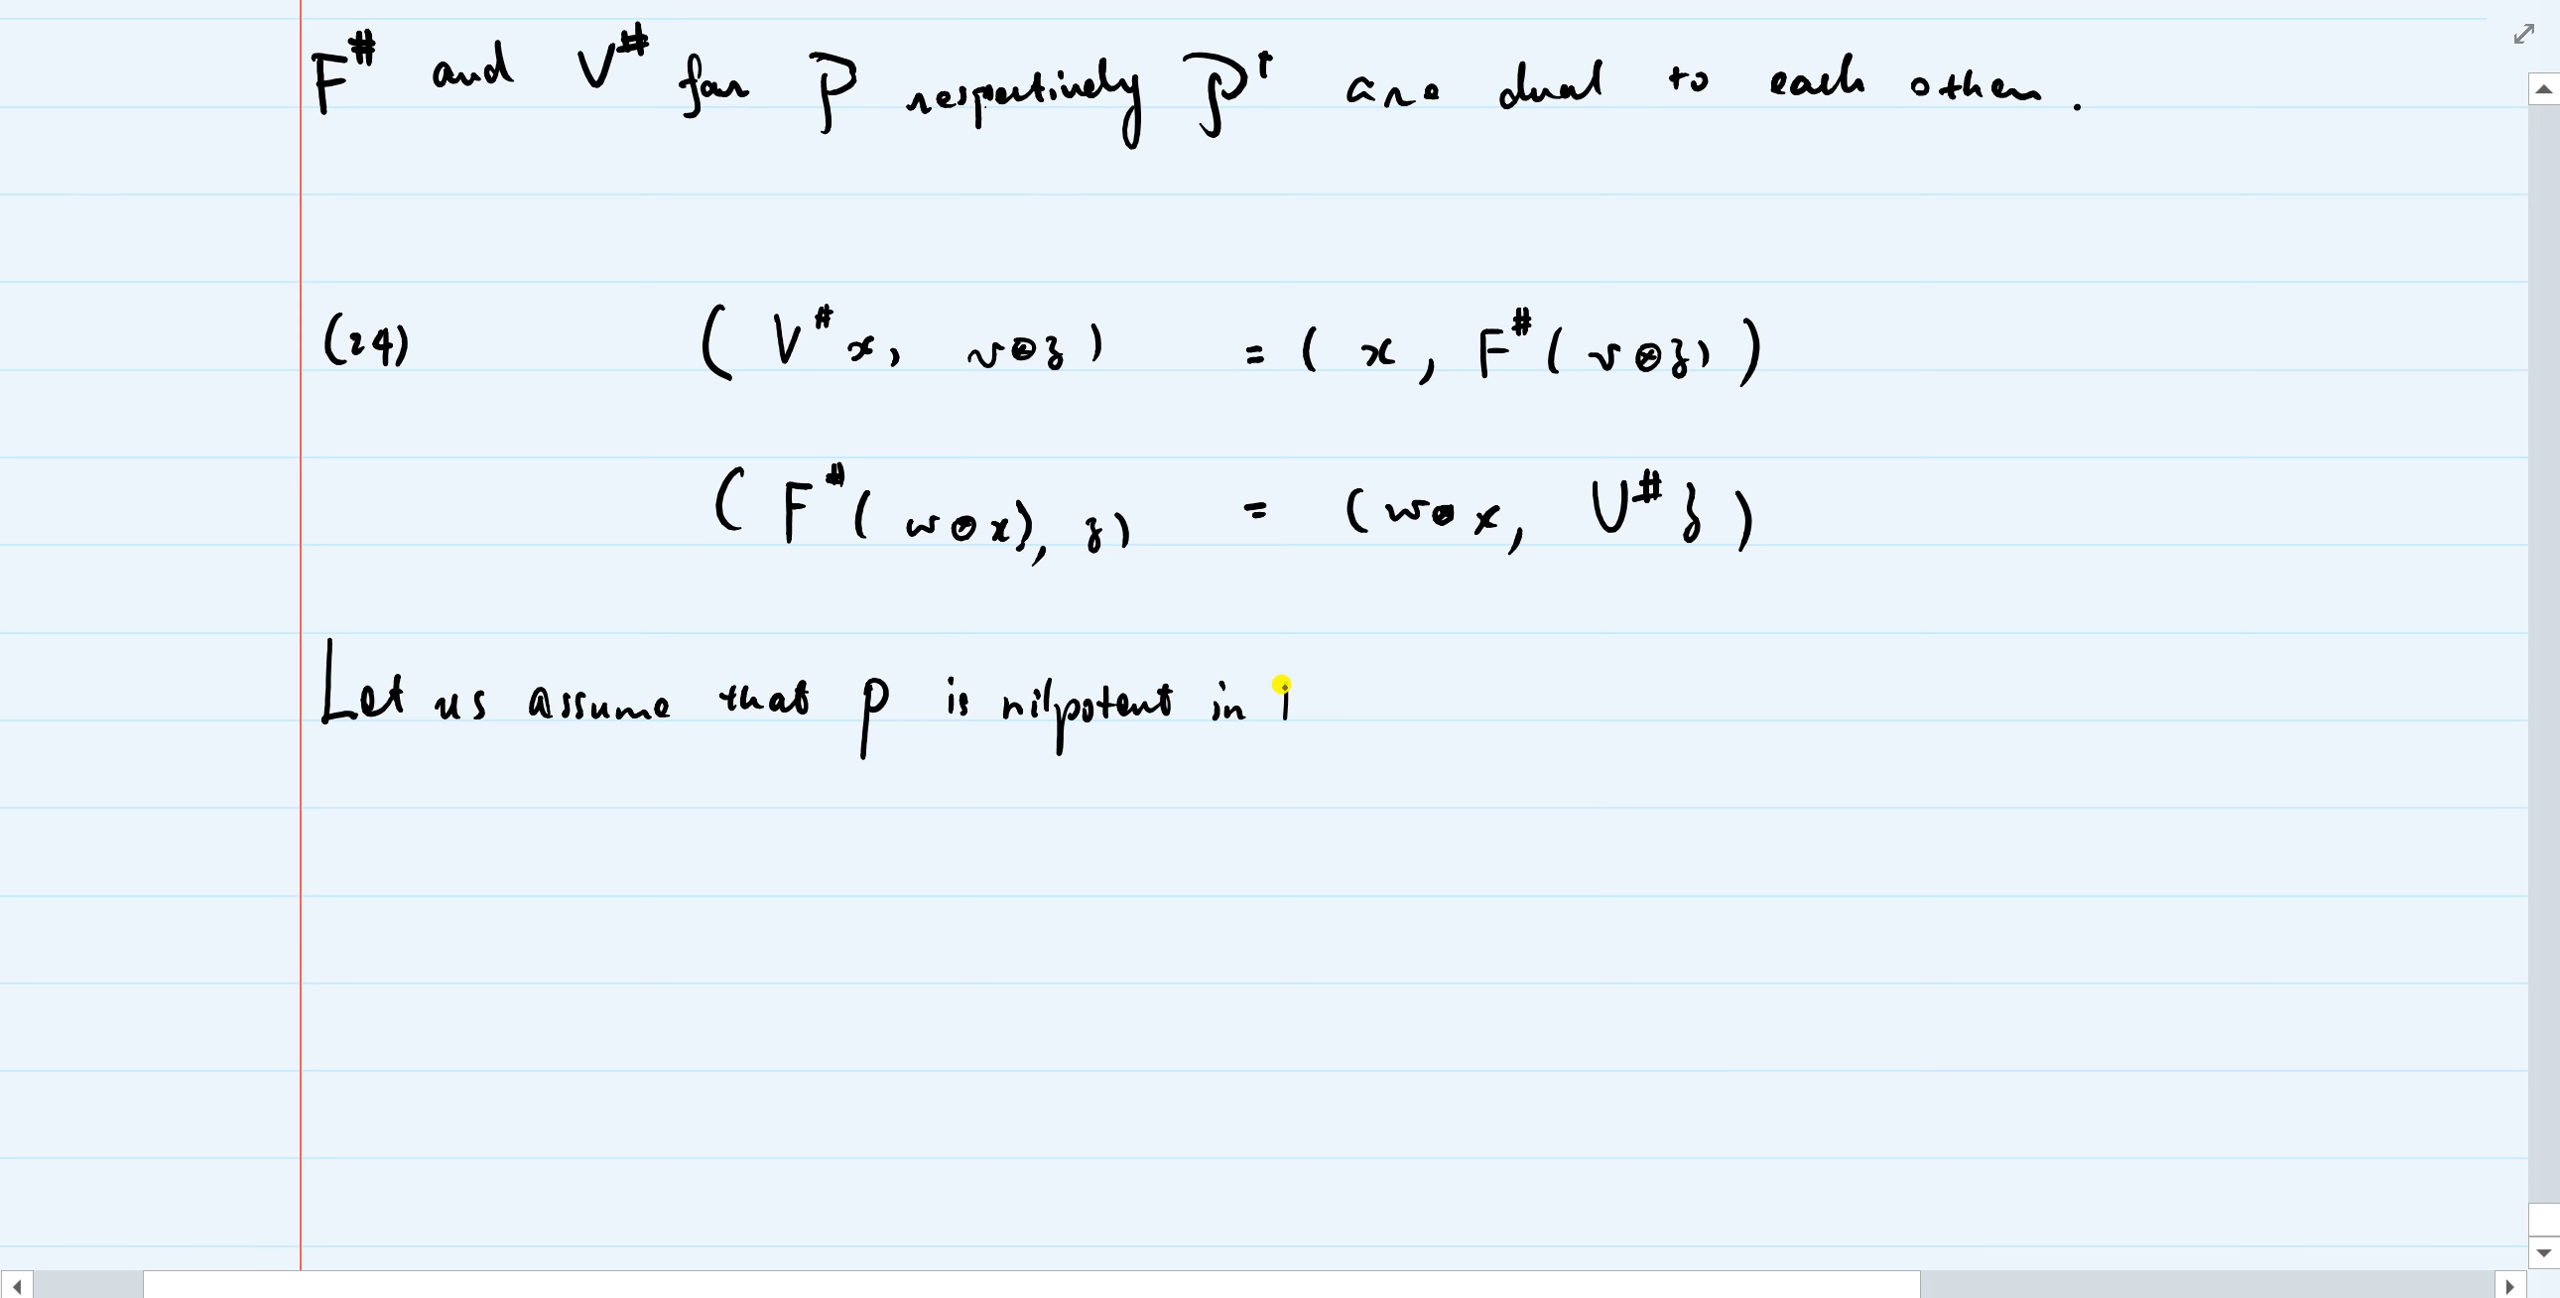 F^# and V^# for P respectively P^t are dual to each other.
(24) ( V^# x, v⊗z ) = ( x, F^# ( v⊗z ) )
( F^# ( w⊗x ), z ) = ( w⊗x, V^# z )
Let us assume that p is nilpotent in